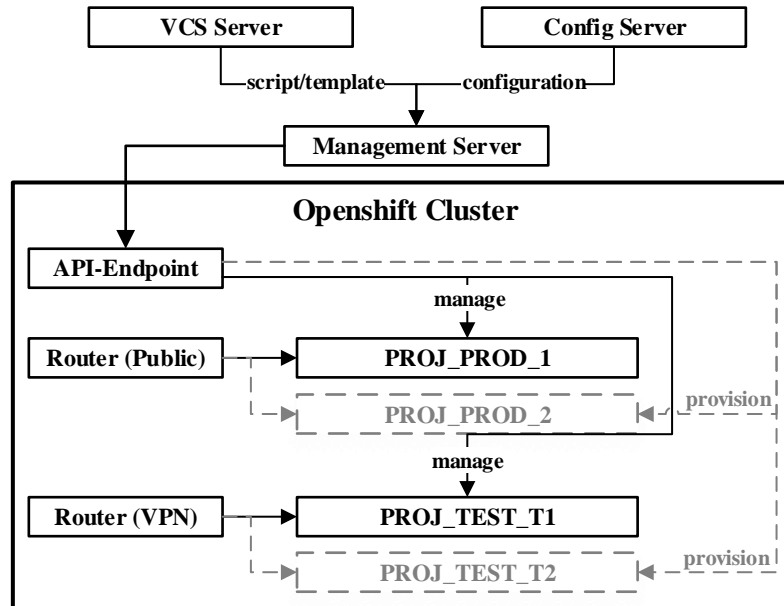 VCS Server
Config Server
script/template
configuration
Management Server
Openshift Cluster
API-Endpoint
manage
Router (Public)
PROJ_PROD_1
provision
PROJ_PROD_2
manage
Router (VPN)
PROJ_TEST_T1
provision
PROJ_TEST_T2